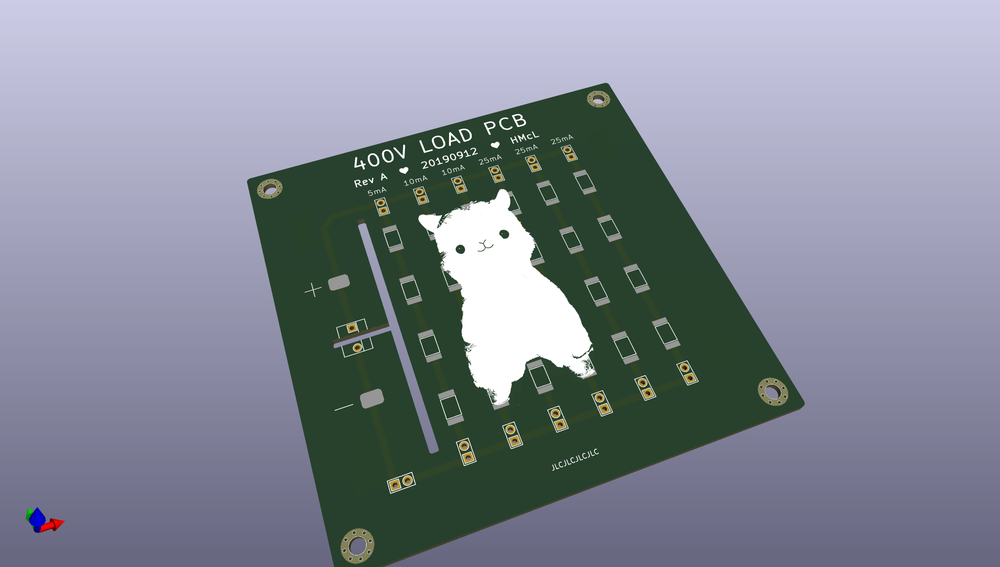 400V LOAD PCB
Rev A ♥ 20190912 ♥ HMcL
5mA 10mA 10mA 25mA 25mA 25mA
+
−
JLCJLCJLCJLC